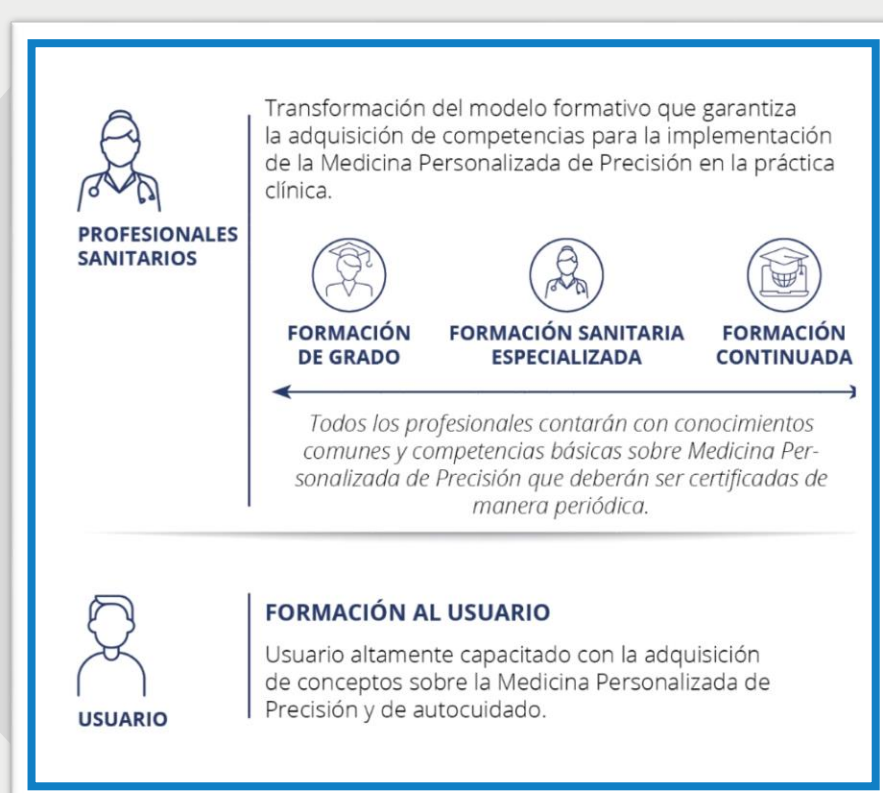 Transformación del modelo formativo que garantiza
la adquisición de competencias para la implementación
de la Medicina Personalizada de Precisión en la práctica
clínica.
PROFESIONALES
SANITARIOS
FORMACIÓN
DE GRADO
FORMACIÓN SANITARIA
ESPECIALIZADA
FORMACIÓN
CONTINUADA
Todos los profesionales contarán con conocimientos
comunes y competencias básicas sobre Medicina Per-
sonalizada de Precisión que deberán ser certificadas de
manera periódica.
FORMACIÓN AL USUARIO
Usuario altamente capacitado con la adquisición
de conceptos sobre la Medicina Personalizada de
Precisión y de autocuidado.
USUARIO